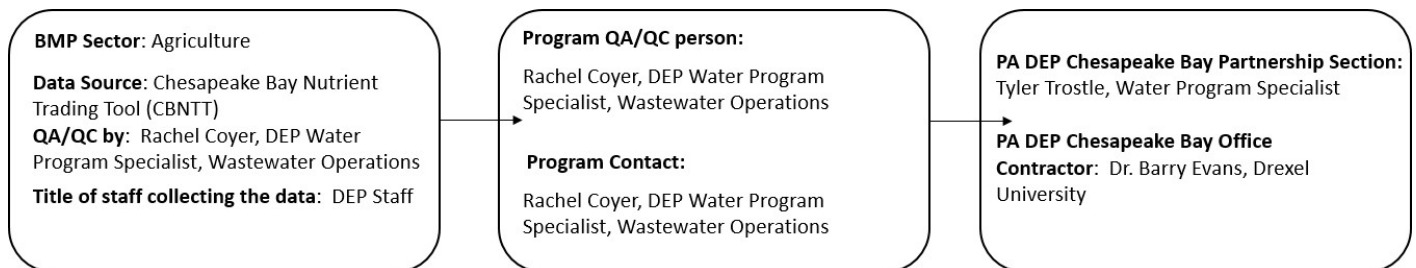 BMP Sector: Agriculture
Data Source: Chesapeake Bay Nutrient
Trading Tool (CBNTT)
QA/QC by: Rachel Coyer, DEP Water
Program Specialist, Wastewater Operations
Title of staff collecting the data: DEP Staff
Program QA/QC person:
Rachel Coyer, DEP Water Program
Specialist, Wastewater Operations
Program Contact:
Rachel Coyer, DEP Water Program
Specialist, Wastewater Operations
PA DEP Chesapeake Bay Partnership Section:
Tyler Trostle, Water Program Specialist
PA DEP Chesapeake Bay Office
Contractor: Dr. Barry Evans, Drexel
University